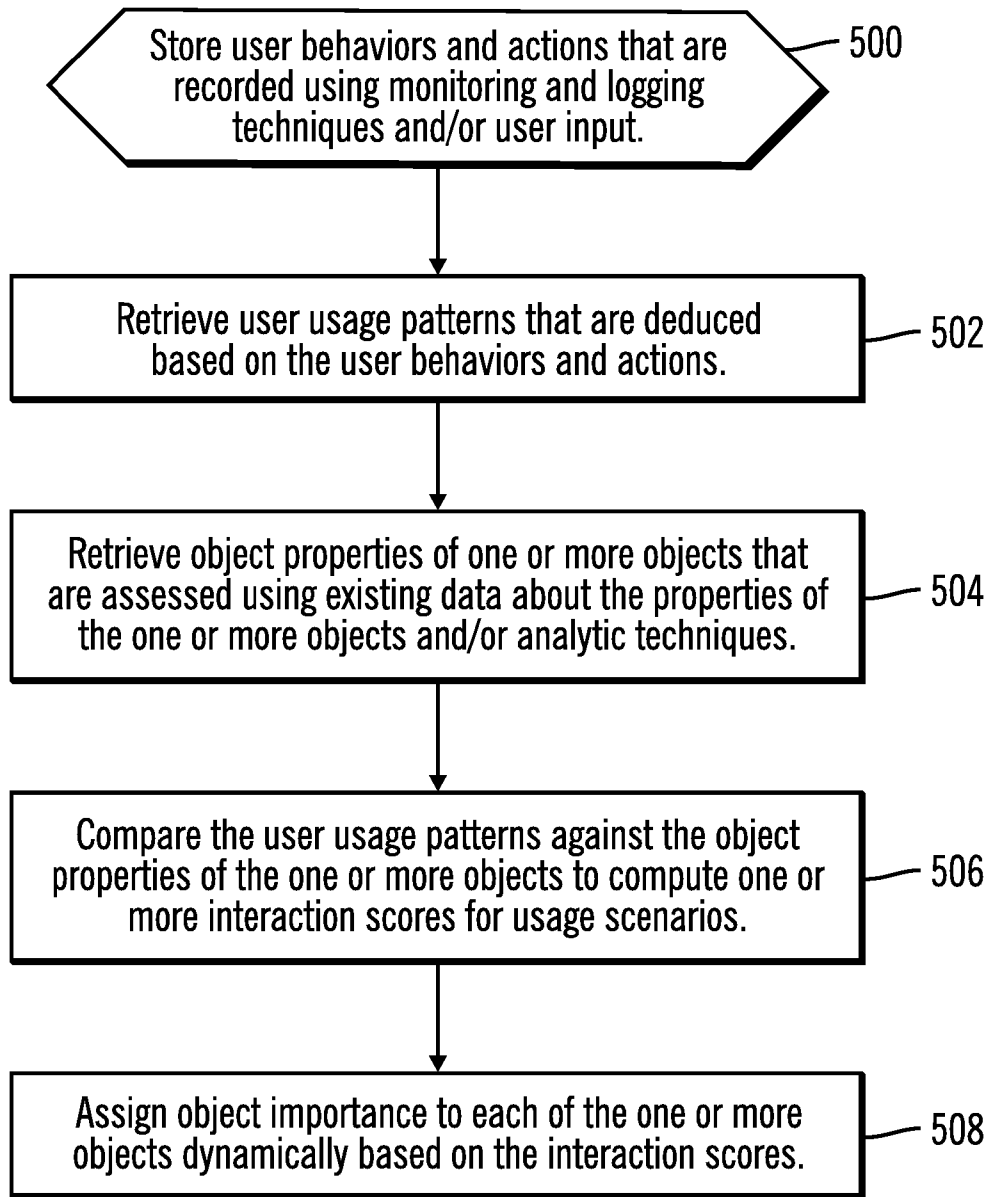 Store user behaviors and actions that are
recorded using monitoring and logging
techniques and/or user input.
500
Retrieve user usage patterns that are deduced
based on the user behaviors and actions.
502
Retrieve object properties of one or more objects that
are assessed using existing data about the properties of
the one or more objects and/or analytic techniques.
504
Compare the user usage patterns against the object
properties of the one or more objects to compute one or
more interaction scores for usage scenarios.
506
Assign object importance to each of the one or more
objects dynamically based on the interaction scores.
508